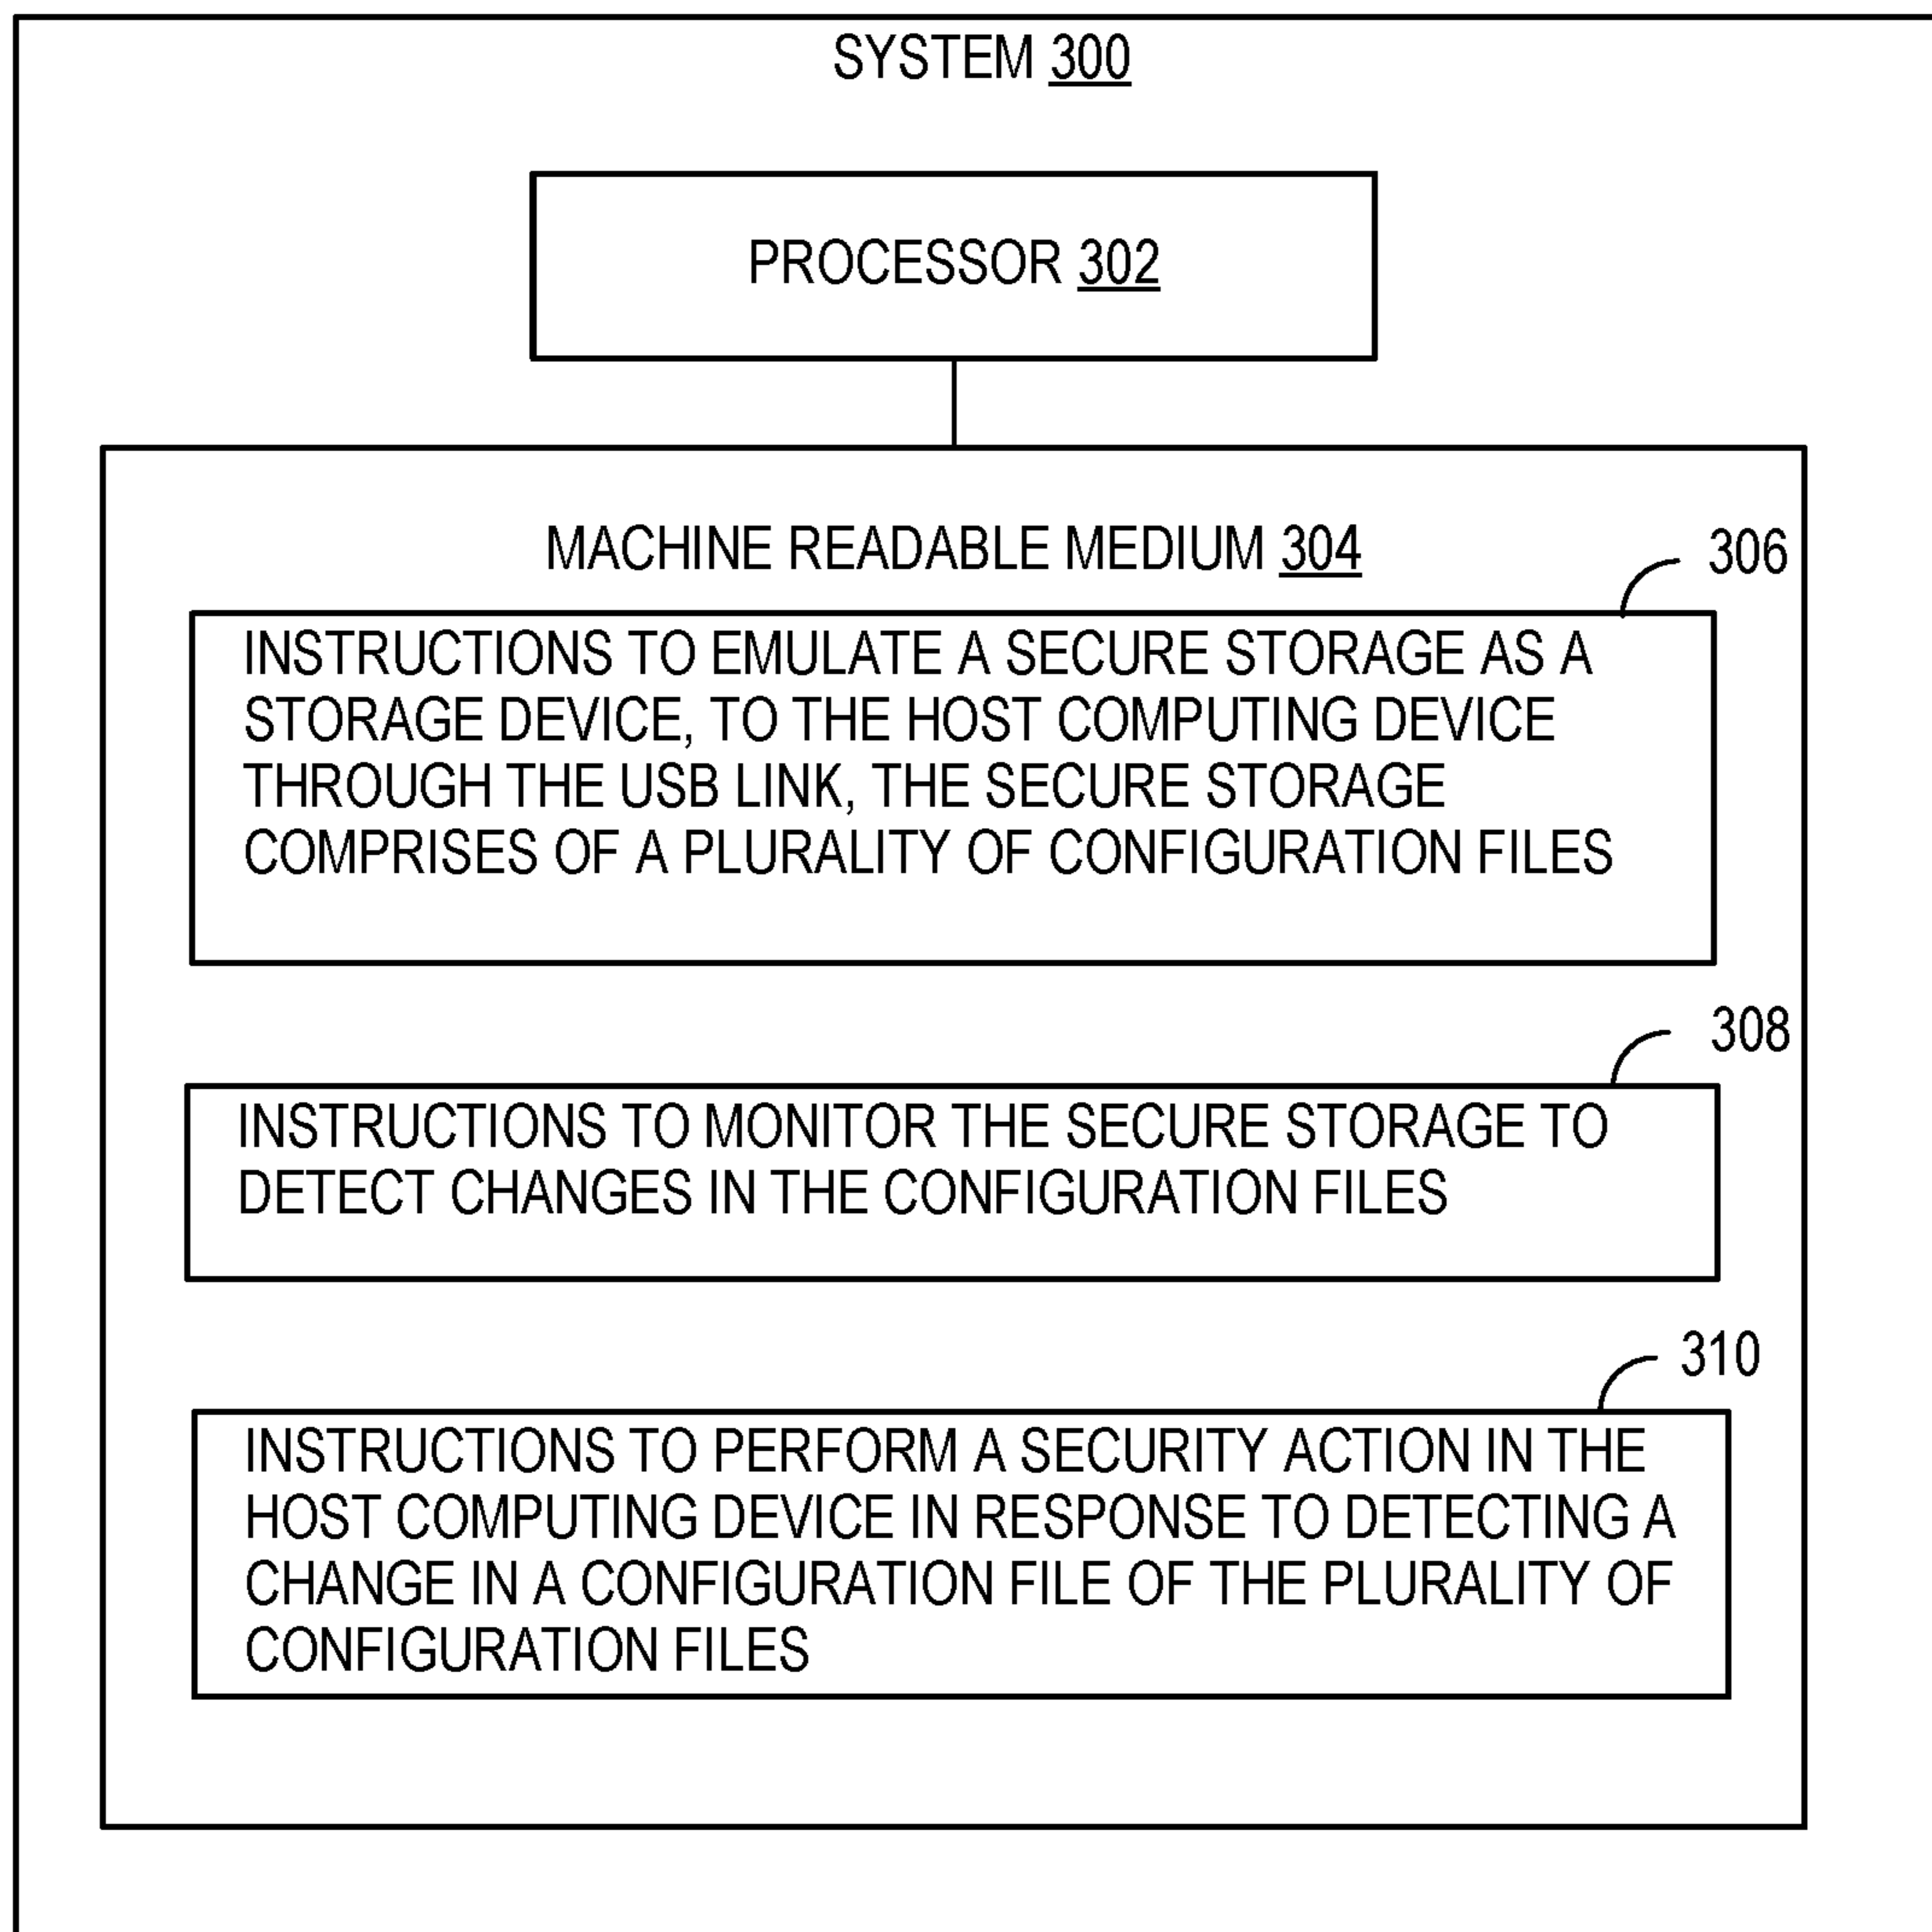 SYSTEM 300
PROCESSOR 302
MACHINE READABLE MEDIUM 304
306
INSTRUCTIONS TO EMULATE A SECURE STORAGE AS A
STORAGE DEVICE, TO THE HOST COMPUTING DEVICE
THROUGH THE USB LINK, THE SECURE STORAGE
COMPRISES OF A PLURALITY OF CONFIGURATION FILES
308
INSTRUCTIONS TO MONITOR THE SECURE STORAGE TO
DETECT CHANGES IN THE CONFIGURATION FILES
310
INSTRUCTIONS TO PERFORM A SECURITY ACTION IN THE
HOST COMPUTING DEVICE IN RESPONSE TO DETECTING A
CHANGE IN A CONFIGURATION FILE OF THE PLURALITY OF
CONFIGURATION FILES